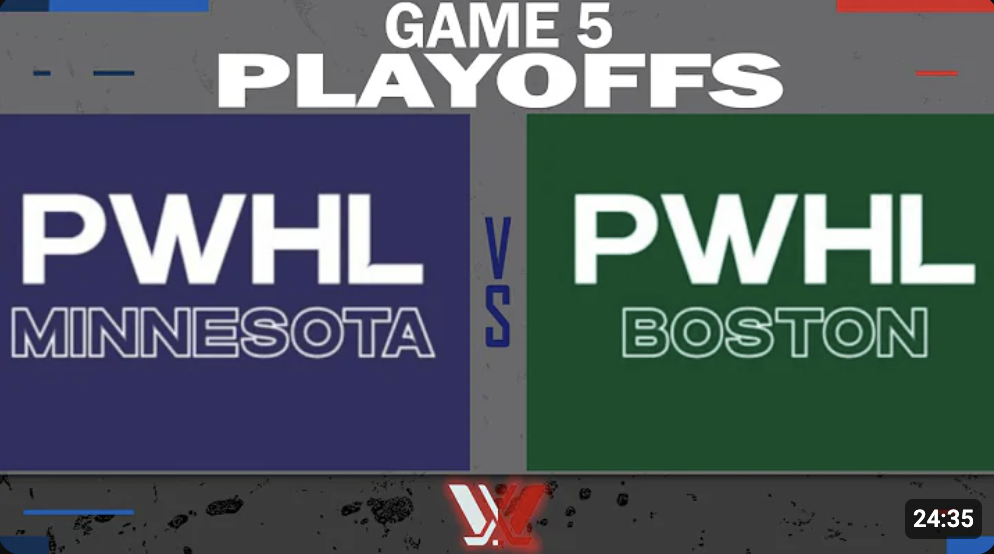 GAME 5
PLAYOFFS
PWHL
MINNESOTA
VS
PWHL
BOSTON
24:35